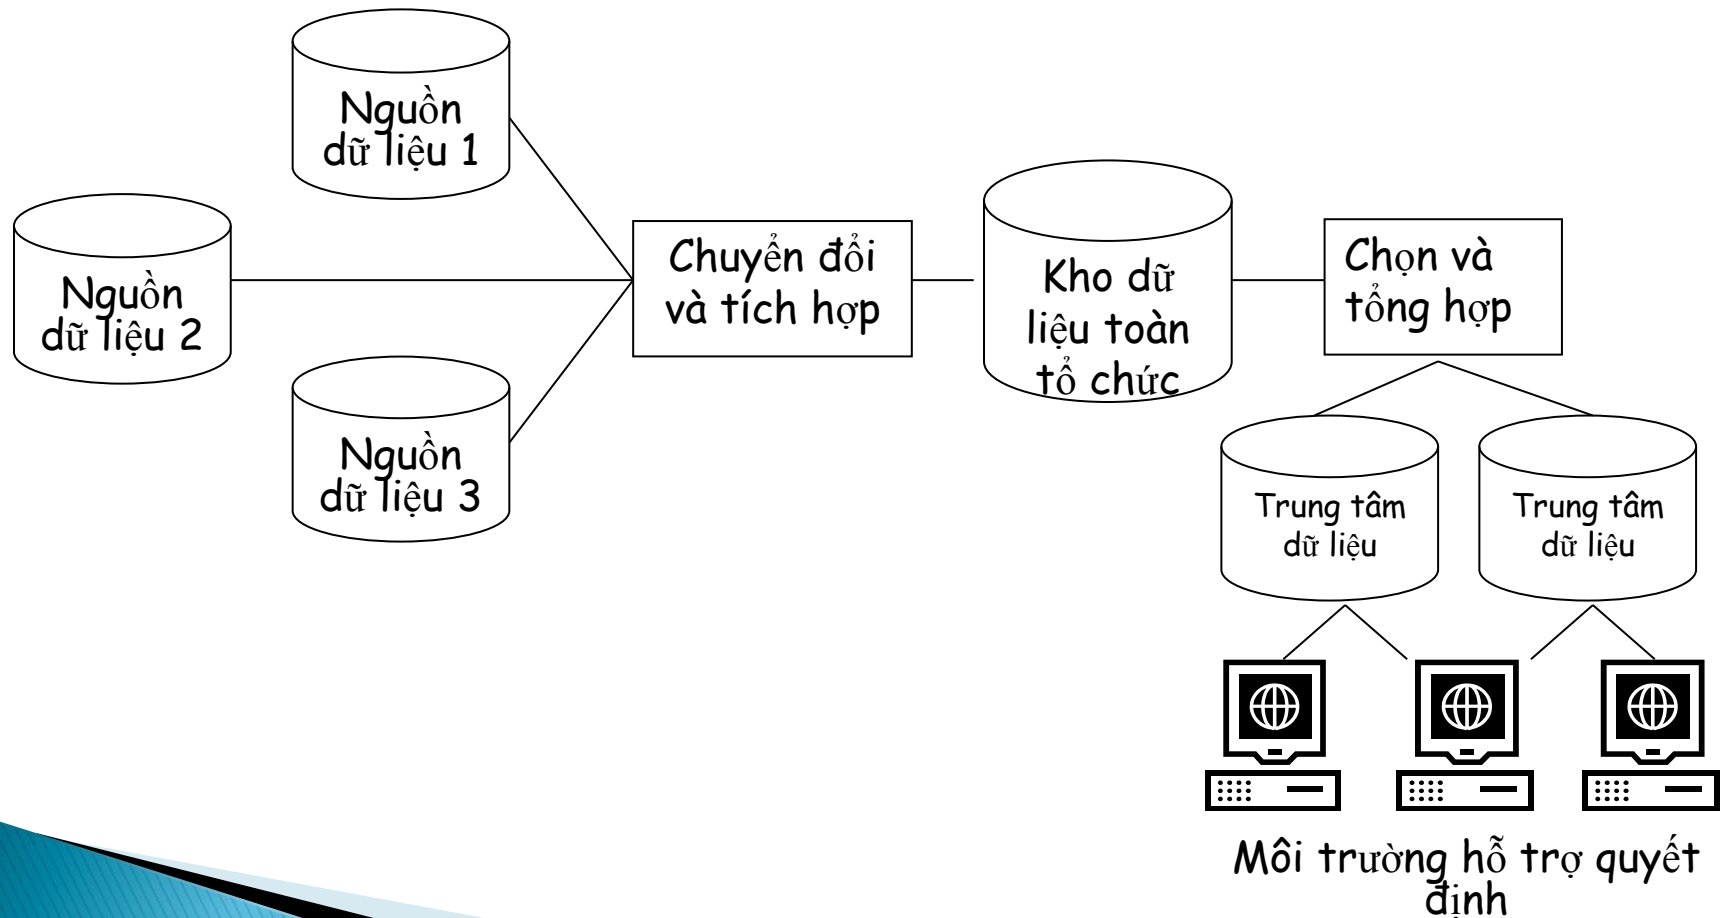 Nguồn
dữ liệu 1
Nguồn
dữ liệu 2
Nguồn
dữ liệu 3
Chuyển đổi
và tích hợp
Kho dữ
liệu toàn
tổ chức
Chọn và
tổng hợp
Trung tâm
dữ liệu
Trung tâm
dữ liệu
Môi trường hỗ trợ quyết
định